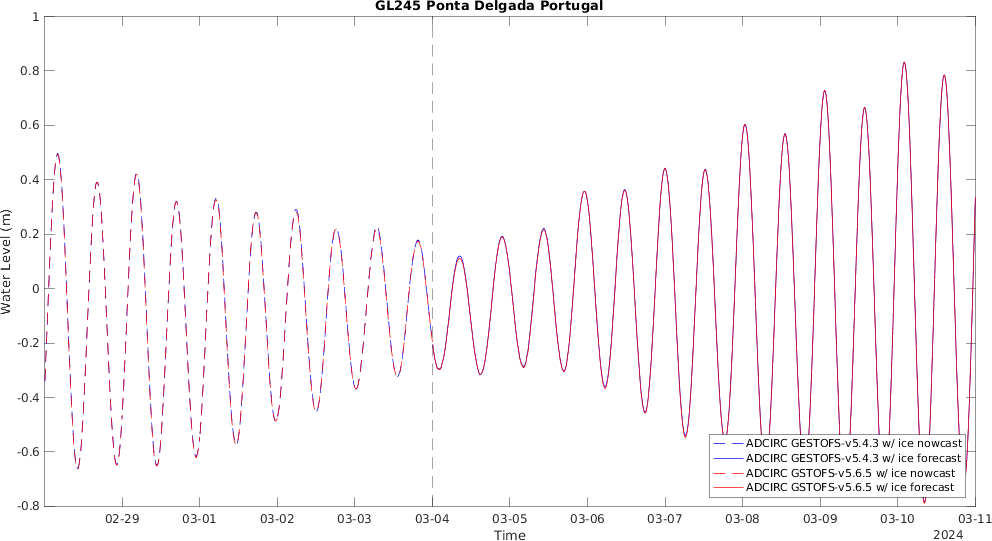 GL245 Ponta Delgada Portugal
1
0.8
0.6
0.4
0.2
0
-0.2
-0.4
-0.6
-0.8
Water Level (m)
ADCIRC GESTOFS-v5.4.3 w/ ice nowcast
ADCIRC GESTOFS-v5.4.3 w/ ice forecast
ADCIRC GSTOFS-v5.6.5 w/ ice nowcast
ADCIRC GSTOFS-v5.6.5 w/ ice forecast
02-29 03-01 03-02 03-03 03-04 03-05 03-06 03-07 03-08 03-09 03-10 03-11
Time
2024